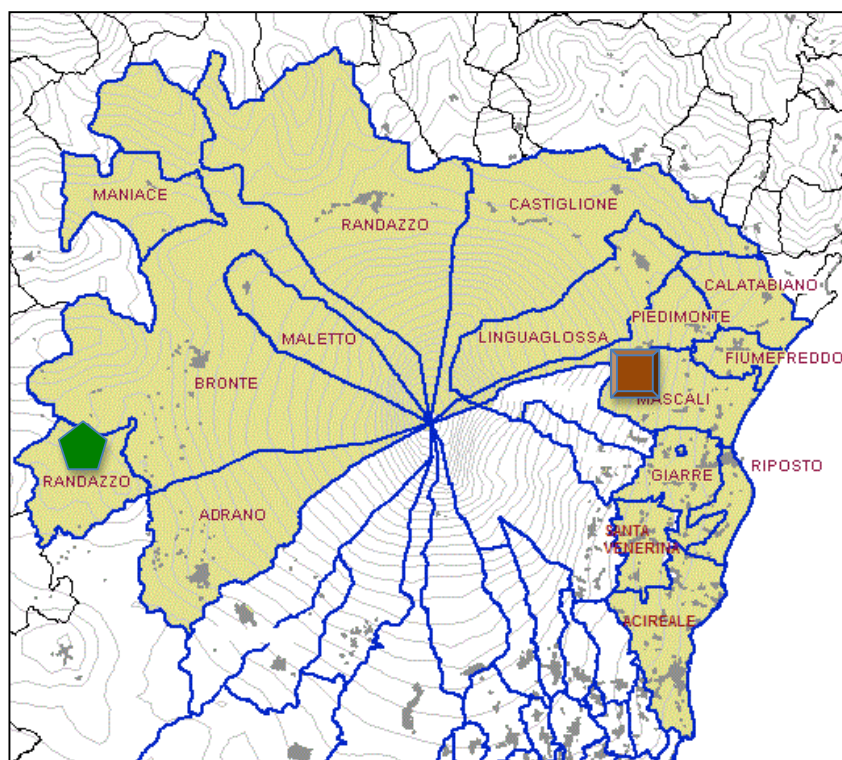 MANIACE
CASTIGLIONE
RANDAZZO
CALATABIANO
PIEDIMONTE
MALETTO
LINGUAGLOSSA
FIUMEFREDDO
BRONTE
MASCALI
RIPOSTO
GIARRE
RANDAZZO
ADRANO
SANTA
VENERINA
ACIREALE